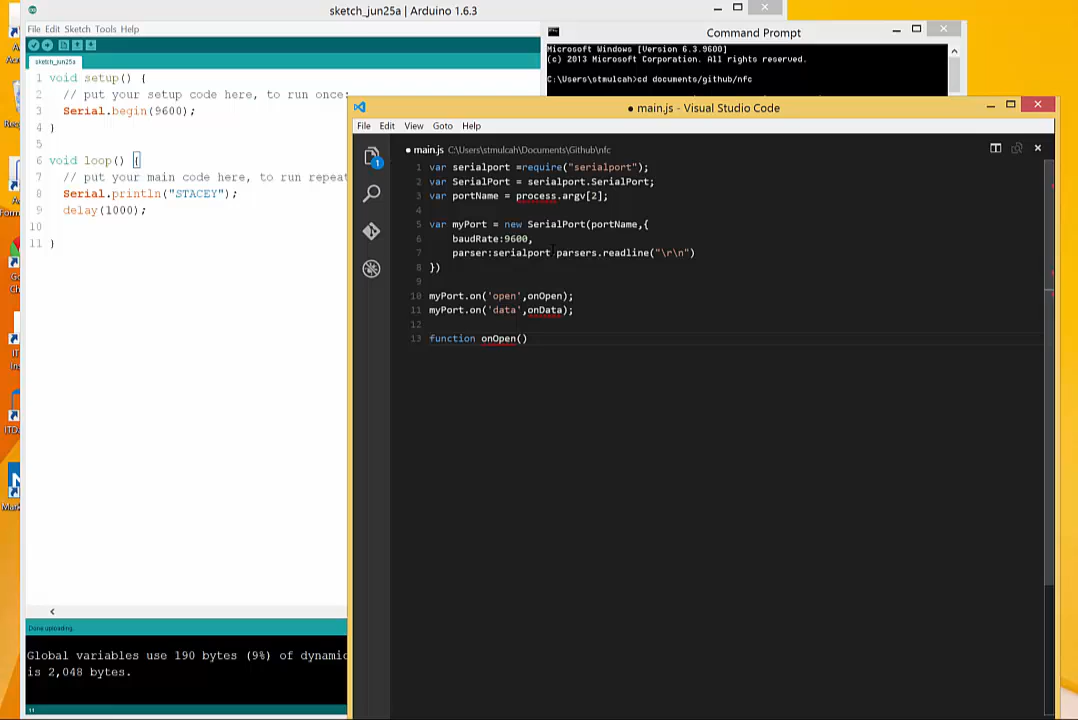 sketch_jun25a | Arduino 1.6.3
File Edit Sketch Tools Help
sketch_jun25a
1 void setup() {
2 // put your setup code here, to run once:
3 Serial.begin(9600);
4 }
5
6 void loop() {
7 // put your main code here, to run repeat
8 Serial.println("STACEY");
9 delay(1000);
10
11 }
Done uploading.
Global variables use 190 bytes (9%) of dynamic
is 2,048 bytes.
11
Command Prompt
Microsoft Windows [Version 6.3.9600]
(c) 2013 Microsoft Corporation. All rights reserved.
C:\Users\stmulcah>cd documents/github/nfc
● main.js - Visual Studio Code
File Edit View Goto Help
1
● main.js C:\Users\stmulcah\Documents\Github\nfc
1 var serialport =require("serialport");
2 var SerialPort = serialport.SerialPort;
3 var portName = process.argv[2];
4
5 var myPort = new SerialPort(portName,{
6 baudRate:9600,
7 parser:serialport.parsers.readline("\r\n")
8 })
9
10 myPort.on('open',onOpen);
11 myPort.on('data',onData);
12
13 function onOpen()